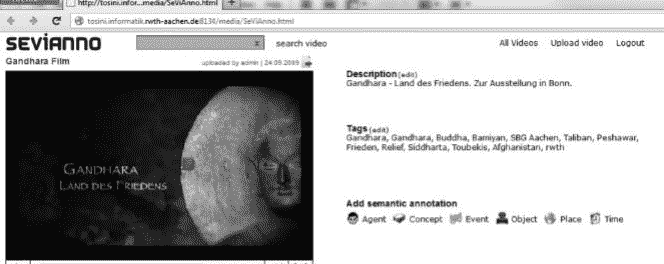 http://tosini.infor...media/SeViAnno.html
tosini.informatik.rwth-aachen.de:8134/media/SeViAnno.html
SEVIANNO
x
search video
All Videos Upload video Logout
Gandhara Film
uploaded by admin | 24.09.2009
GANDHARA
LAND DES FRIEDENS
Description (edit)
Gandhara - Land des Friedens. Zur Ausstellung in Bonn.
Tags (edit)
Gandhara, Gandhara, Buddha, Bamiyan, SBG Aachen, Taliban, Peshawar,
Frieden, Relief, Siddharta, Toubekis, Afghanistan, rwth
Add semantic annotation
Agent Concept Event Object Place Time